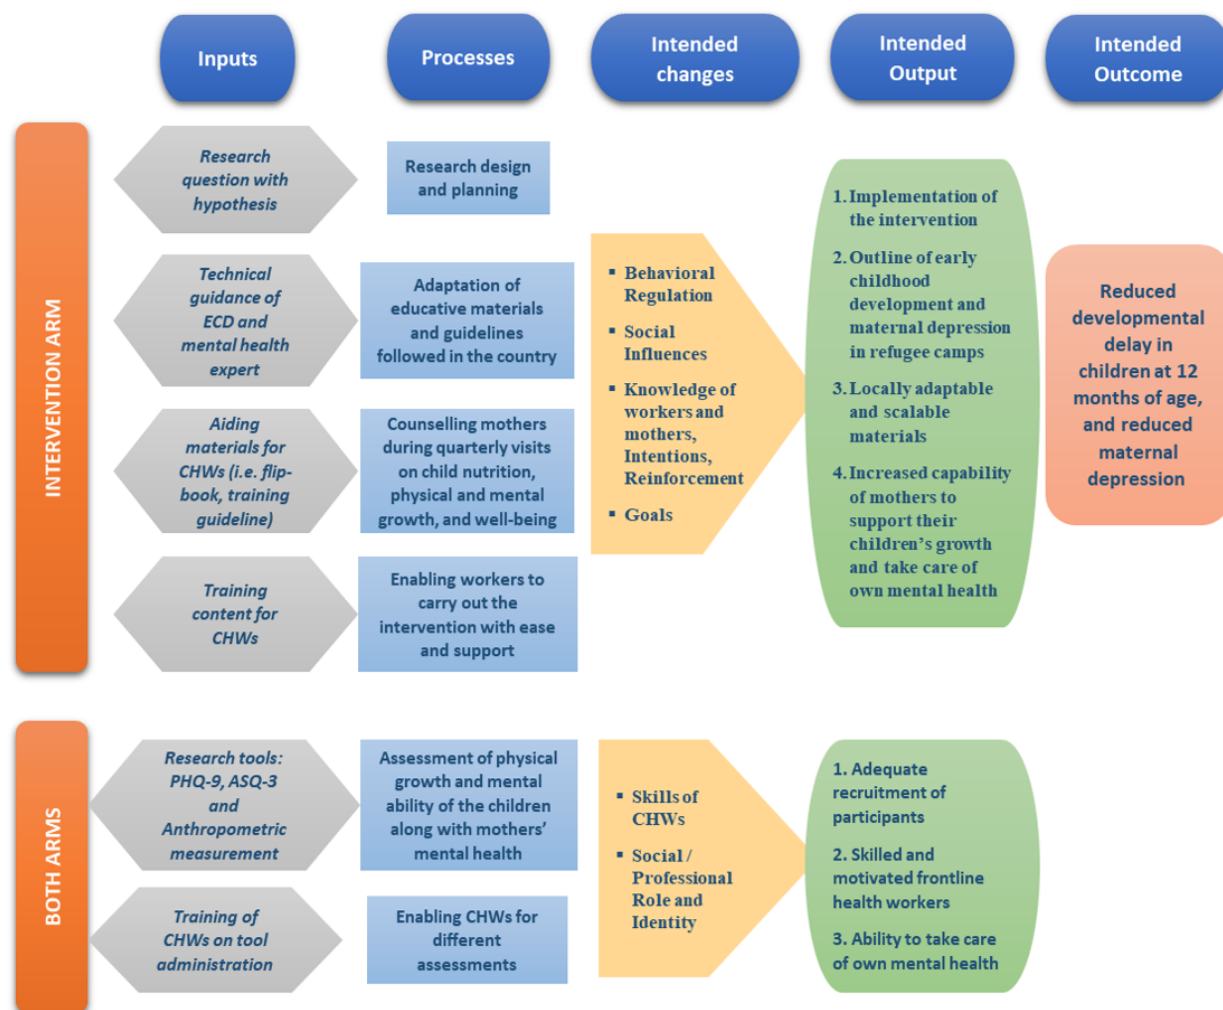 Inputs
Processes
Intended
changes
Intended
Output
Intended
Outcome
INTERVENTION ARM
Research
question with
hypothesis
Research design
and planning
Technical
guidance of
ECD and
mental health
expert
Adaptation of
educative materials
and guidelines
followed in the country
Aiding
materials for
CHWs (i.e. flip-
book, training
guideline)
Counselling mothers
during quarterly visits
on child nutrition,
physical and mental
growth, and well-being
Training
content for
CHWs
Enabling workers to
carry out the
intervention with ease
and support
▪ Behavioral
Regulation
▪ Social
Influences
▪ Knowledge of
workers and
mothers,
Intentions,
Reinforcement
▪ Goals
1. Implementation of
the intervention
2. Outline of early
childhood
development and
maternal depression
in refugee camps
3. Locally adaptable
and scalable
materials
4. Increased capability
of mothers to
support their
children’s growth
and take care of
own mental health
Reduced
developmental
delay in
children at 12
months of age,
and reduced
maternal
depression
BOTH ARMS
Research tools:
PHQ-9, ASQ-3
and
Anthropometric
measurement
Assessment of physical
growth and mental
ability of the children
along with mothers’
mental health
Training of
CHWs on tool
administration
Enabling CHWs for
different
assessments
▪ Skills of
CHWs
▪ Social /
Professional
Role and
Identity
1. Adequate
recruitment of
participants
2. Skilled and
motivated frontline
health workers
3. Ability to take care
of own mental health